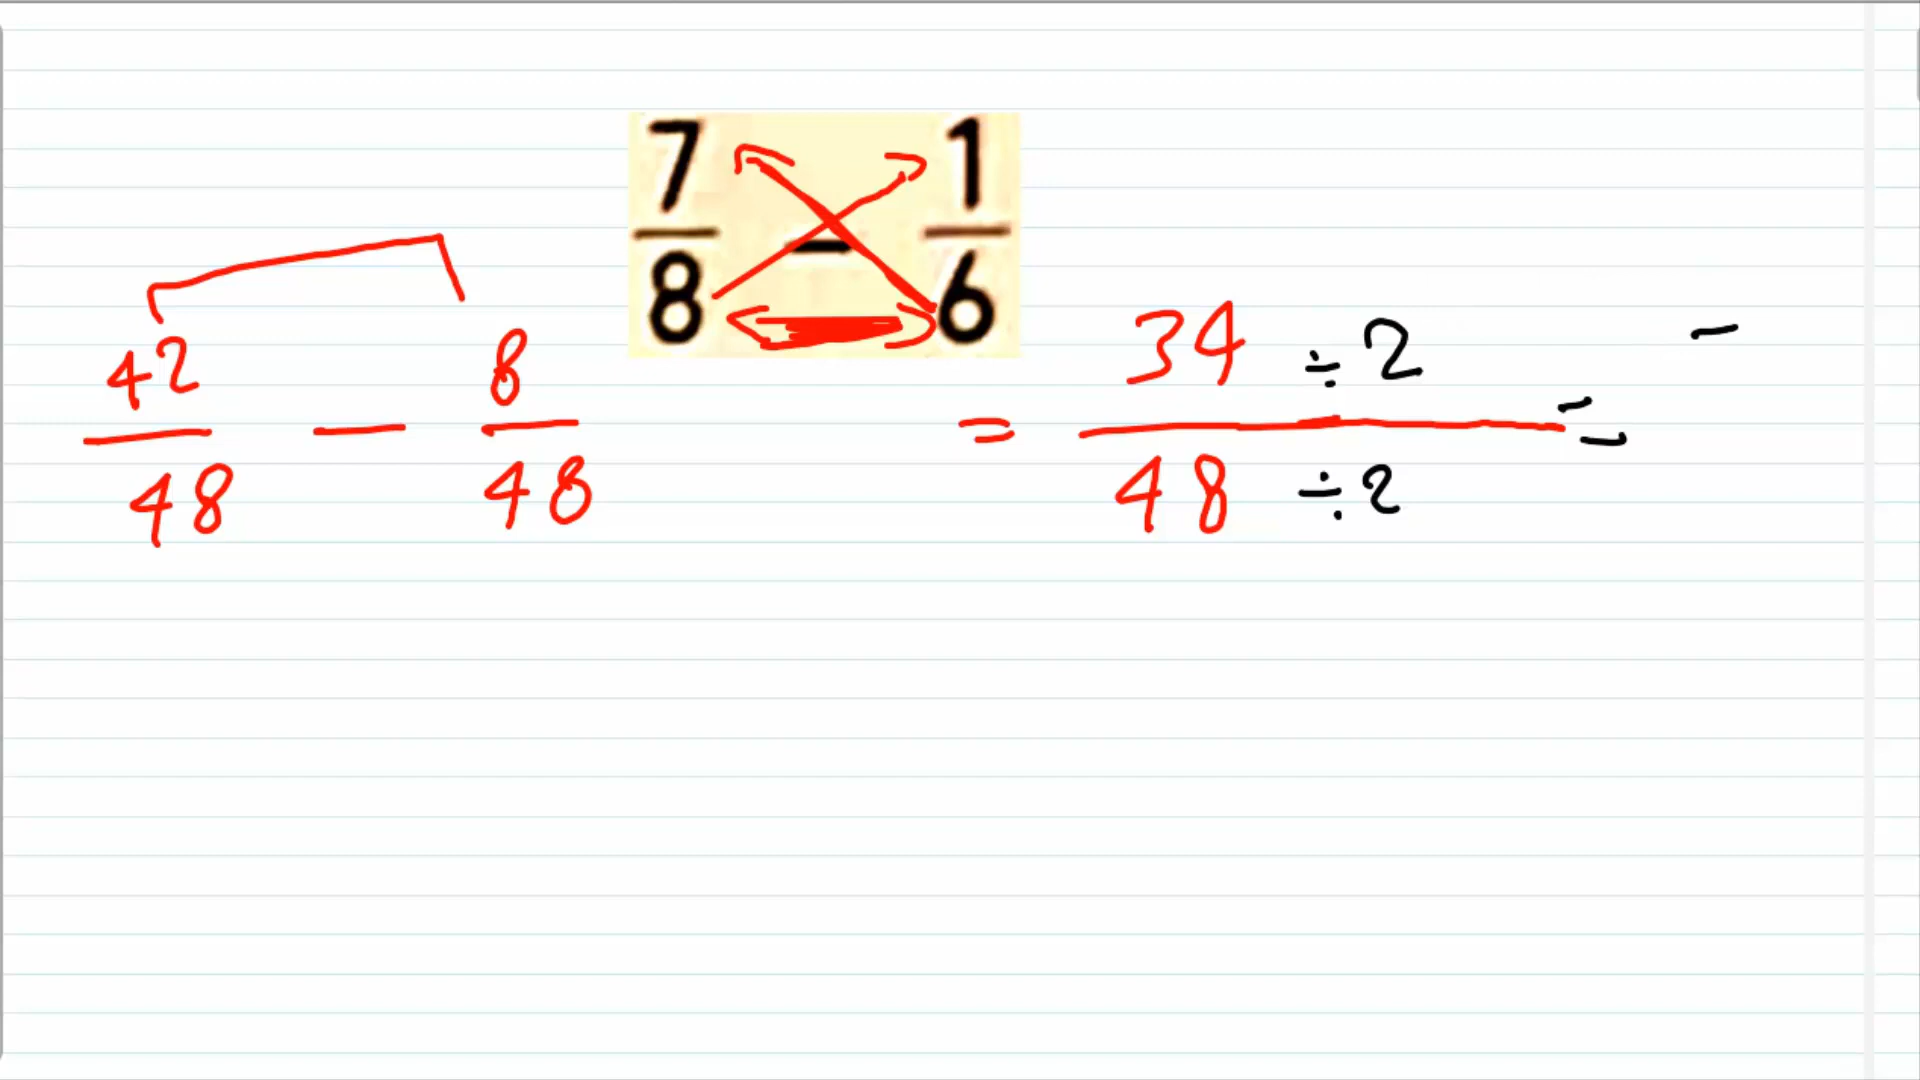 7/8 - 1/6
42/48 — 8/48 = 34 ÷2 / 48 ÷2 =